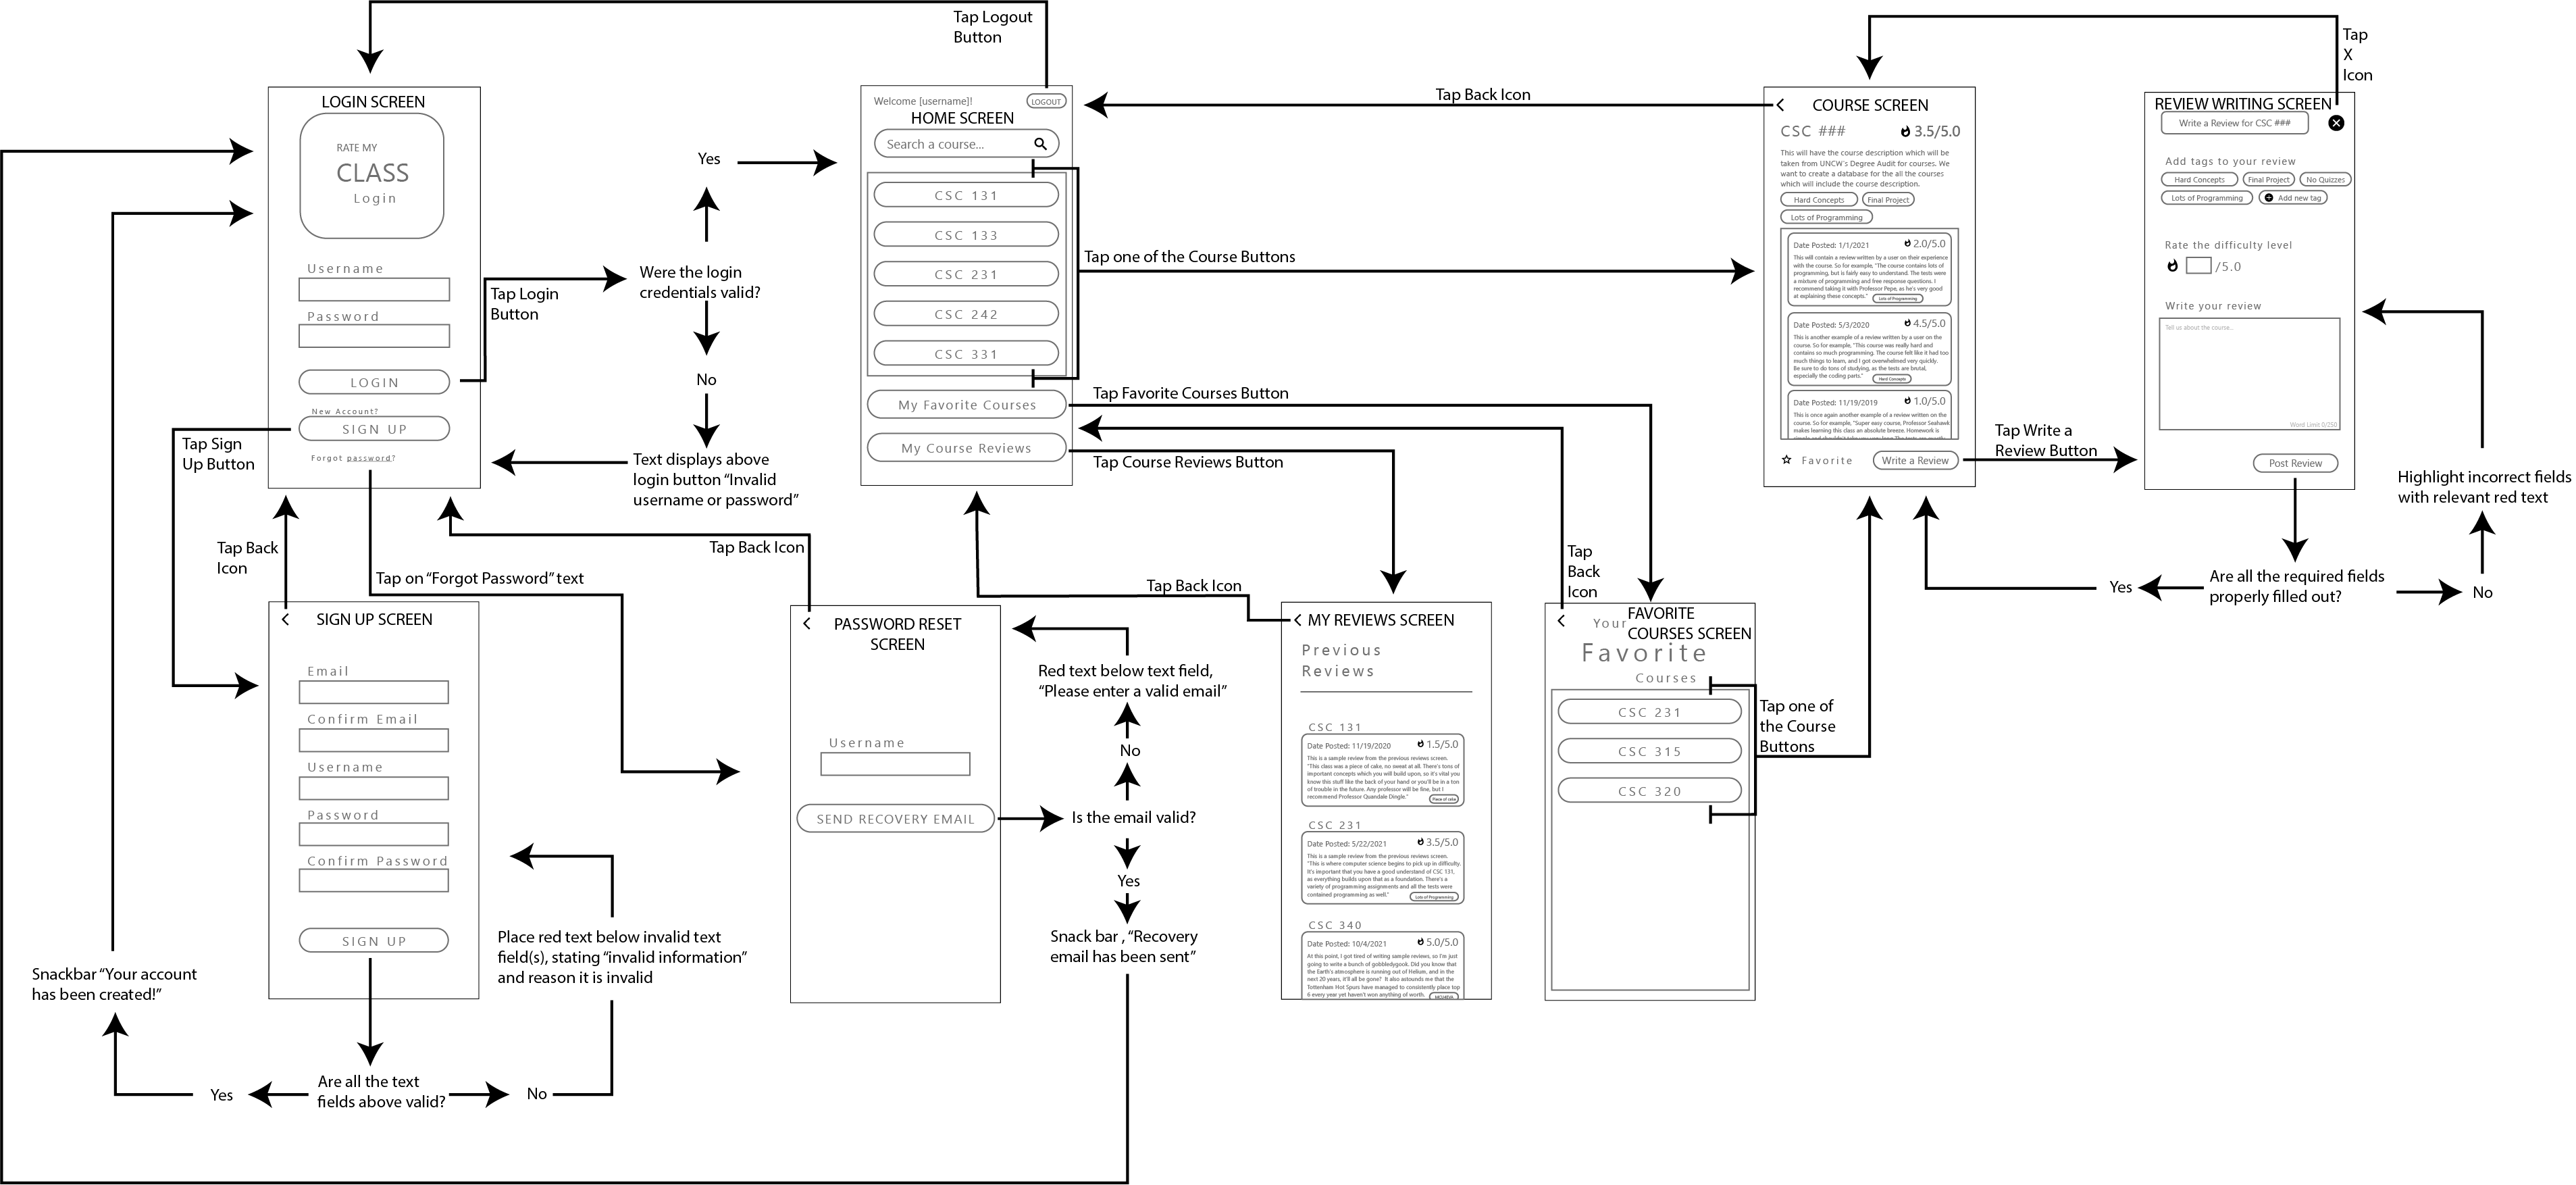 Tap Logout
Button
Tap
X
Icon
LOGIN SCREEN
RATE MY
CLASS
Login
Username
Password
LOGIN
New Account?
SIGN UP
Forgot password?
Tap Login
Button
Were the login
credentials valid?
Yes
No
Text displays above
login button “Invalid
username or password”
Tap Sign
Up Button
Tap Back
Icon
Tap on “Forgot Password” text
Tap Back Icon
Welcome [username]!
LOGOUT
HOME SCREEN
Search a course...
CSC 131
CSC 133
CSC 231
CSC 242
CSC 331
My Favorite Courses
My Course Reviews
Tap Back Icon
Tap one of the Course Buttons
Tap Favorite Courses Button
Tap Course Reviews Button
Tap Back Icon
Tap
Back
Icon
COURSE SCREEN
CSC ###
3.5/5.0
This will have the course description which will be
taken from UNCW's Degree Audit for courses. We
want to create a database for the all the courses
which will include the course description.
Hard Concepts
Final Project
Lots of Programming
Date Posted: 1/1/2021
2.0/5.0
This will contain a review written by a user on their experience
with the course. So for example, "The course contains lots of
programming, but is fairly easy to understand. The tests were
a mixture of programming and free response questions. I
recommend taking it with Professor Pepe, as he's very good
at explaining these concepts."
Lots of Programming
Date Posted: 5/3/2020
4.5/5.0
This is another example of a review written by a user on the
course. So for example, "This course was really hard and
contains so much programming. The course felt like it had too
much things to learn, and I got overwhelmed very quickly.
Be sure to do tons of studying, as the tests are brutal,
especially the coding parts."
Hard Concepts
Date Posted: 11/19/2019
1.0/5.0
This is once again another example of a review written on the
course. So for example, "Super easy course, Professor Seahawk
makes learning this class an absolute breeze. Homework is
Favorite
Write a Review
Tap Write a
Review Button
REVIEW WRITING SCREEN
Write a Review for CSC ###
Add tags to your review
Hard Concepts
Final Project
No Quizzes
Lots of Programming
Add new tag
Rate the difficulty level
/5.0
Write your review
Tell us about the course...
Word Limit 0/250
Post Review
Highlight incorrect fields
with relevant red text
Are all the required fields
properly filled out?
Yes
No
SIGN UP SCREEN
Email
Confirm Email
Username
Password
Confirm Password
SIGN UP
Are all the text
fields above valid?
Yes
No
Snackbar “Your account
has been created!”
Place red text below invalid text
field(s), stating “invalid information”
and reason it is invalid
PASSWORD RESET
SCREEN
Username
SEND RECOVERY EMAIL
Is the email valid?
No
Red text below text field,
“Please enter a valid email”
Yes
Snack bar , “Recovery
email has been sent”
MY REVIEWS SCREEN
Previous
Reviews
CSC 131
Date Posted: 11/19/2020
1.5/5.0
This is a sample review from the previous reviews screen.
"This class was a piece of cake, no sweat at all. There's tons of
important concepts which you will build upon, so it's vital you
know this stuff like the back of your hand or you'll be in a ton
of trouble in the future. Any professor will be fine, but I
recommend Professor Quandale Dingle."
Piece of cake
CSC 231
Date Posted: 5/22/2021
3.5/5.0
This is a sample review from the previous reviews screen.
"This is where computer science begins to pick up in difficulty.
It's important that you have a good understand of CSC 131,
as everything builds upon that as a foundation. There's a
variety of programming assignments and all the tests were
contained programming as well."
Lots of Programming
CSC 340
Date Posted: 10/4/2021
5.0/5.0
At this point, I got tired of writing sample reviews, so I'm just
going to write a bunch of gobbledygook. Did you know that
the Earth's atmosphere is running out of Helium, and in the
next 20 years, it'll all be gone? It also astounds me that the
Tottenham Hot Spurs have managed to consistently place top
6 every year yet haven't won anything of worth.
FAVORITE
COURSES SCREEN
Your
Favorite
Courses
CSC 231
CSC 315
CSC 320
Tap one of
the Course
Buttons